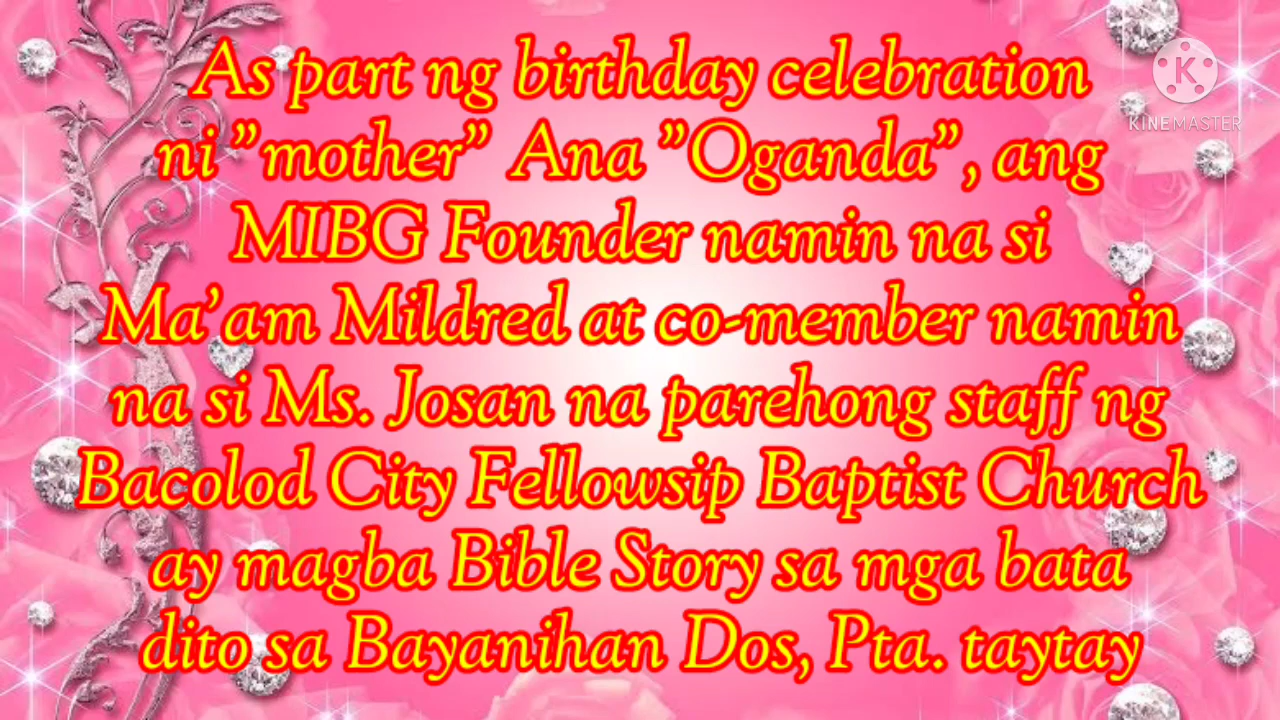 As part ng birthday celebration
ni "mother" Ana "Oganda", ang
MIBG Founder namin na si
Ma'am Mildred at co-member namin
na si Ms. Josan na parehong staff ng
Bacolod City Fellowsip Baptist Church
ay magba Bible Story sa mga bata
dito sa Bayanihan Dos, Pta. taytay
K
KINEMASTER